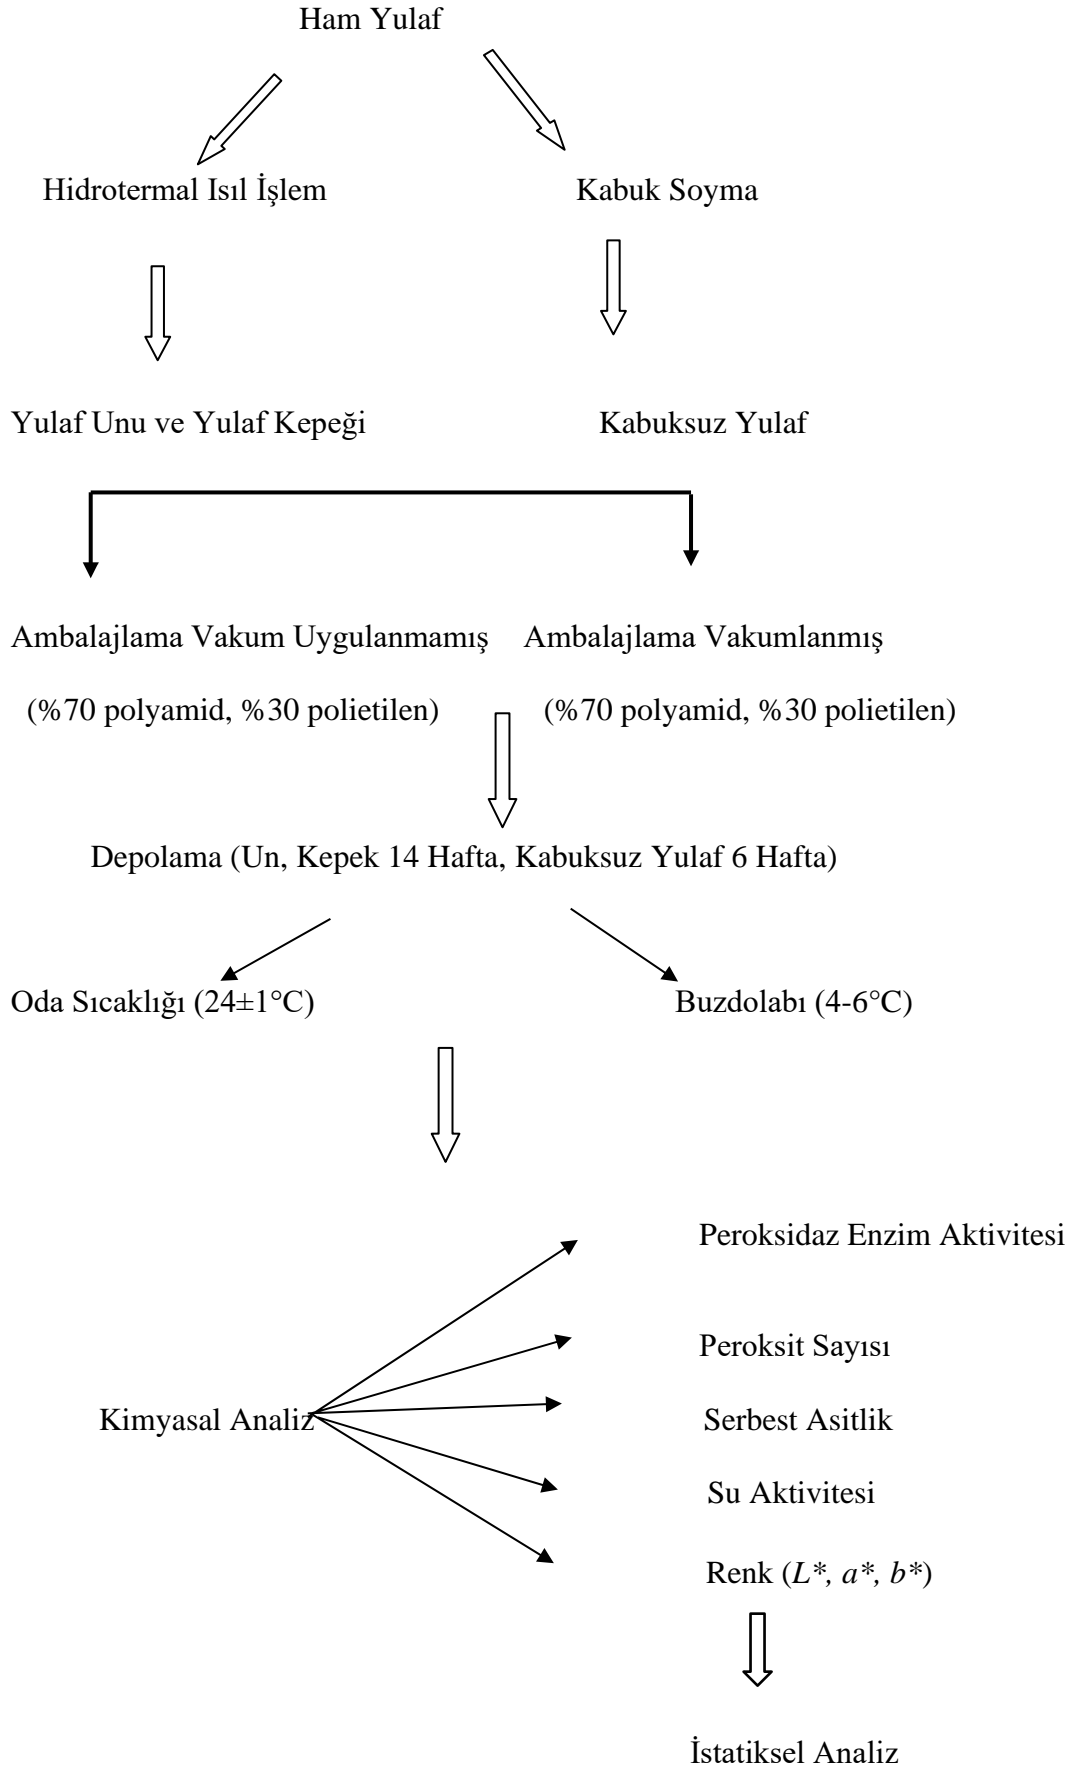 Ham Yulaf
Hidrotermal Isıl İşlem
Kabuk Soyma
Yulaf Unu ve Yulaf Kepeği
Kabuksuz Yulaf
Ambalajlama Vakum Uygulanmamış
Ambalajlama Vakumlanmış
(%70 polyamid, %30 polietilen)
(%70 polyamid, %30 polietilen)
Depolama (Un, Kepek 14 Hafta, Kabuksuz Yulaf 6 Hafta)
Oda Sıcaklığı (24±1°C)
Buzdolabı (4-6°C)
Peroksidaz Enzim Aktivitesi
Peroksit Sayısı
Kimyasal Analiz
Serbest Asitlik
Su Aktivitesi
Renk (L*, a*, b*)
İstatiksel Analiz